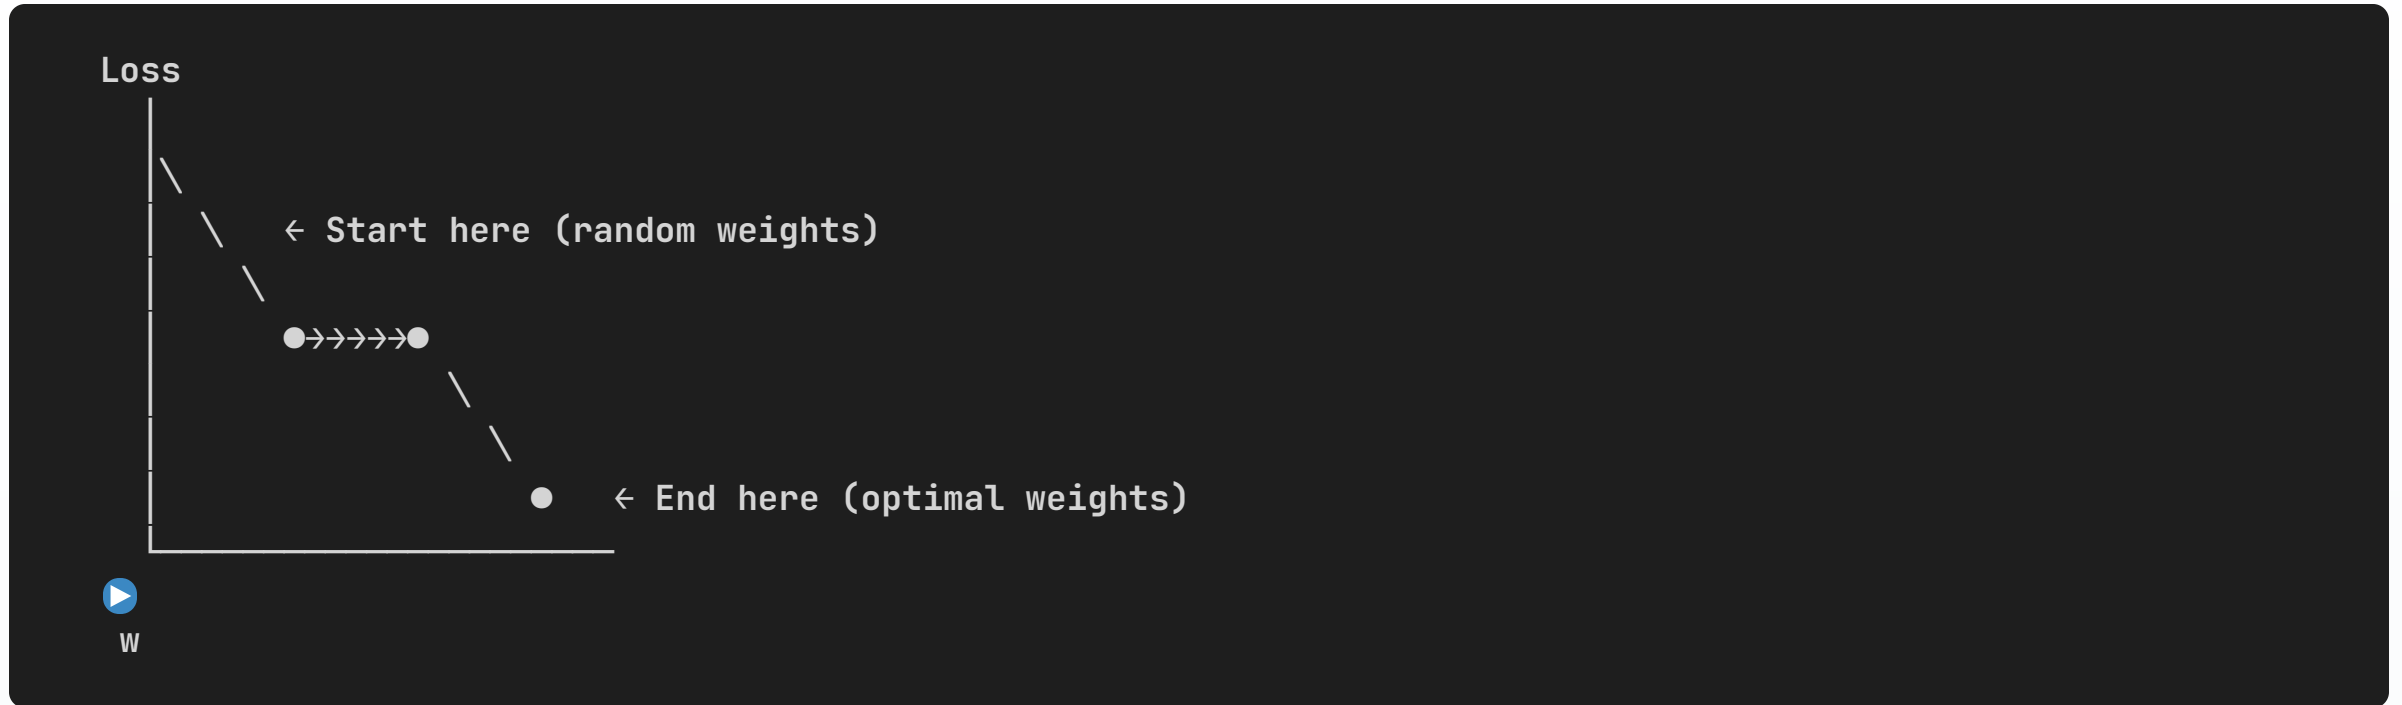 Loss
← Start here (random weights)
●→→→→→●
● ← End here (optimal weights)
w